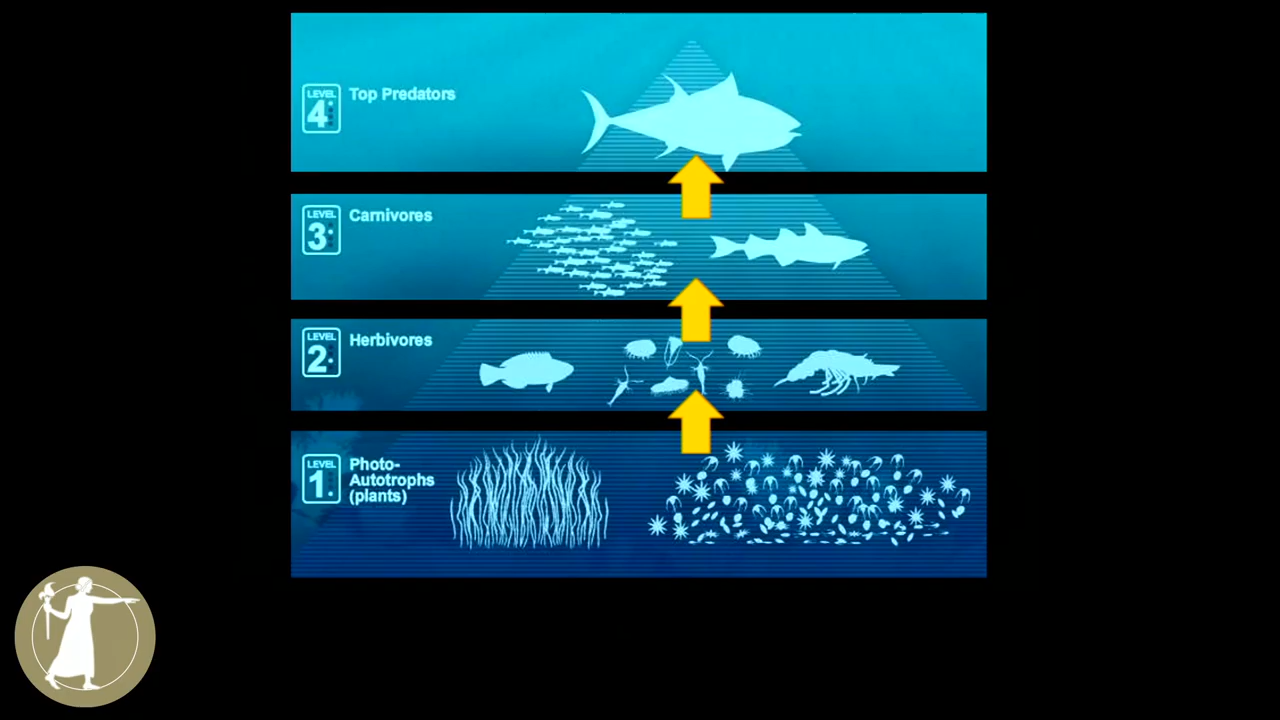 LEVEL
4
Top Predators
LEVEL
3
Carnivores
LEVEL
2
Herbivores
LEVEL
1
Photo-
Autotrophs
(plants)